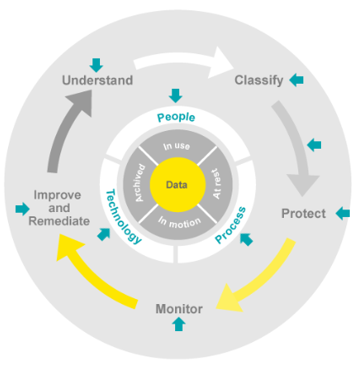 Understand
Classify
People
In use
Archived
Data
At rest
In motion
Technology
Process
Improve
and
Remediate
Protect
Monitor